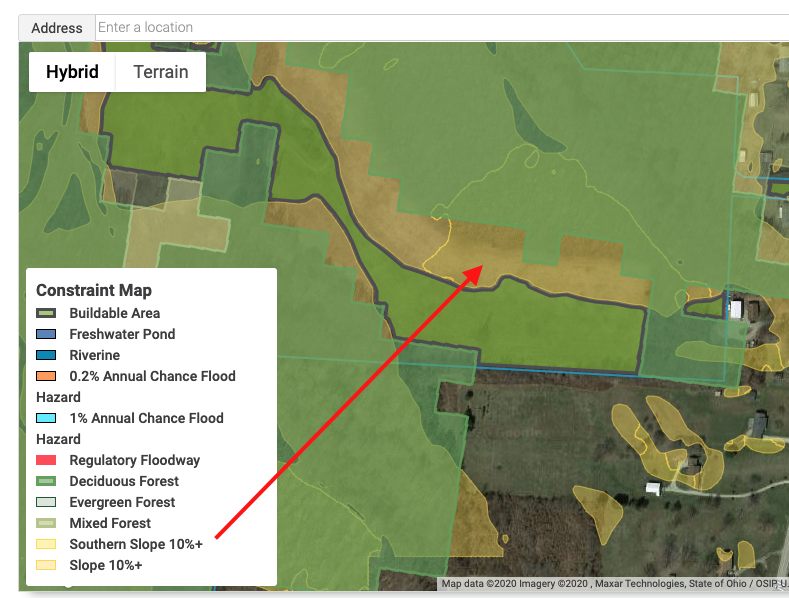 Address Enter a location
Hybrid Terrain
Constraint Map
Buildable Area
Freshwater Pond
Riverine
0.2% Annual Chance Flood
Hazard
1% Annual Chance Flood
Hazard
Regulatory Floodway
Deciduous Forest
Evergreen Forest
Mixed Forest
Southern Slope 10%+
Slope 10%+
Map data ©2020 Imagery ©2020 , Maxar Technologies, State of Ohio / OSIP U.